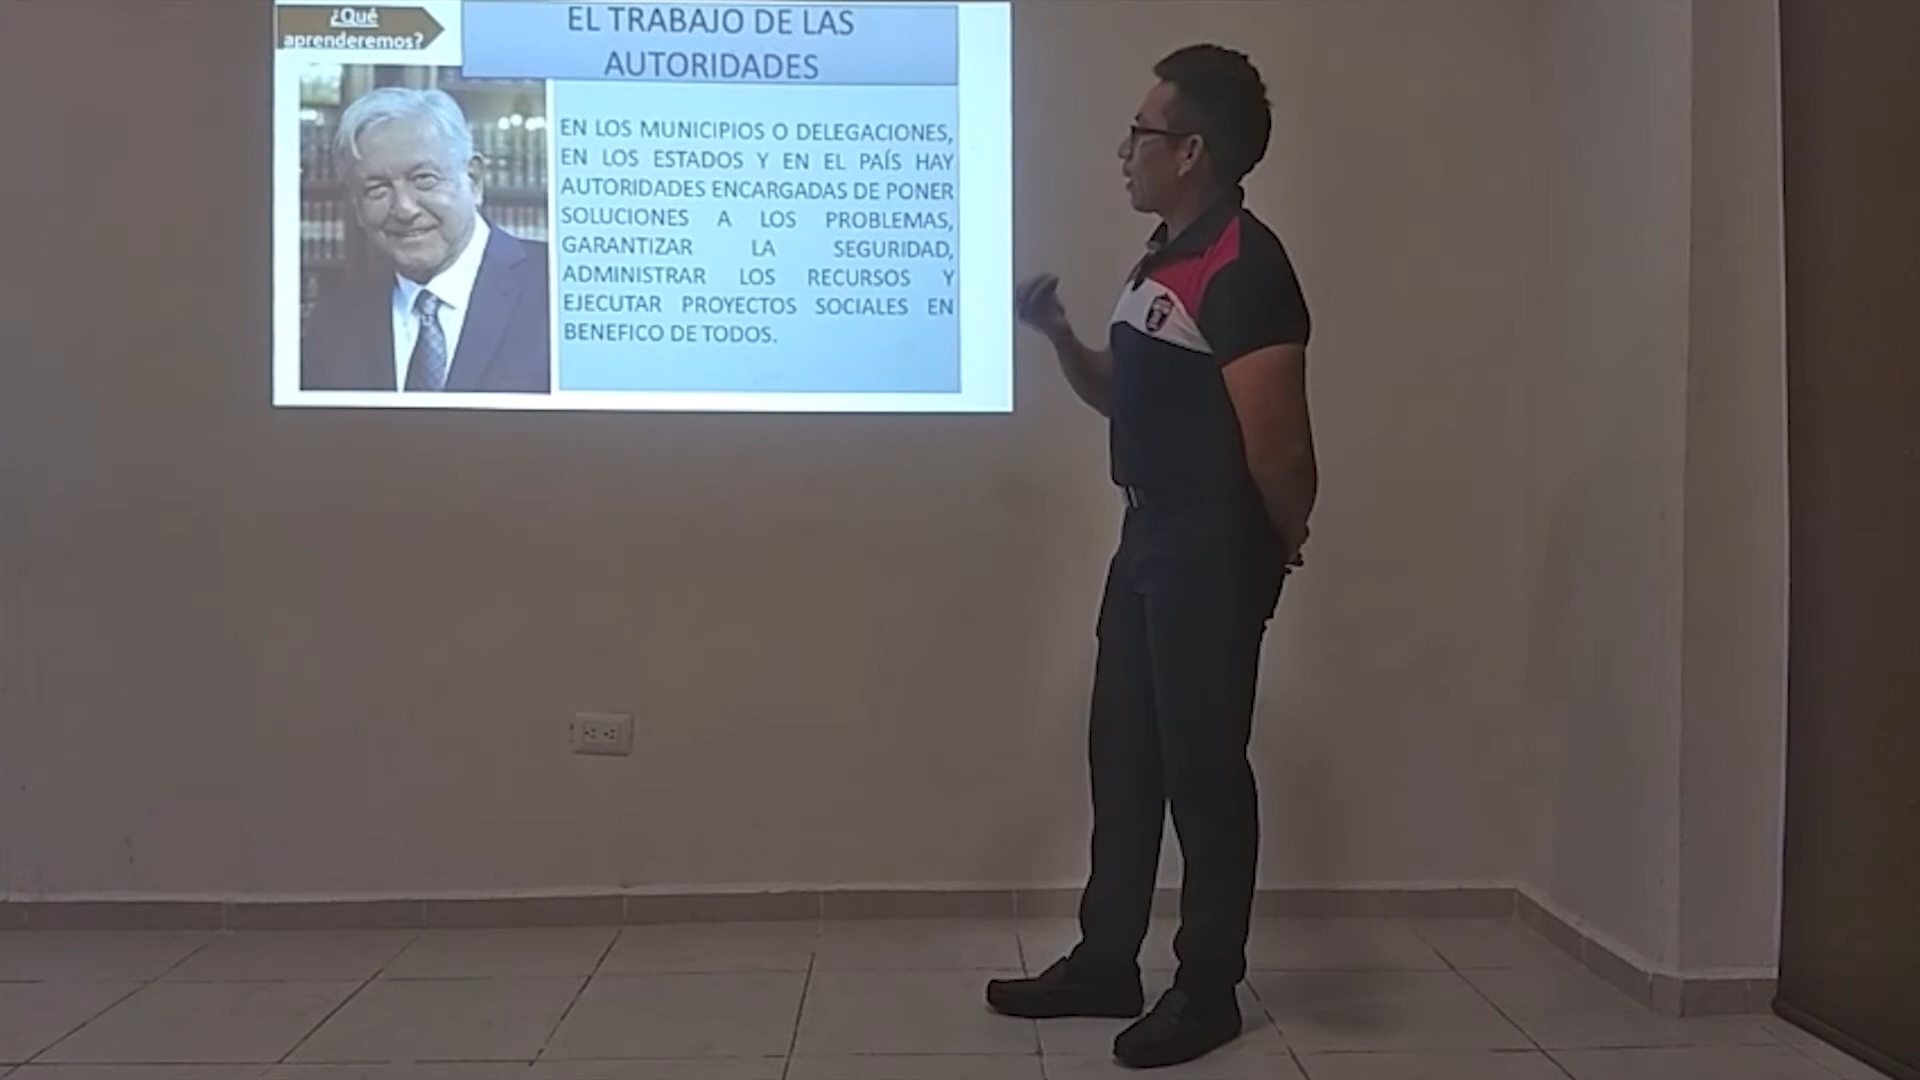 ¿Qué
aprenderemos?
EL TRABAJO DE LAS
AUTORIDADES
EN LOS MUNICIPIOS O DELEGACIONES,
EN LOS ESTADOS Y EN EL PAÍS HAY
AUTORIDADES ENCARGADAS DE PONER
SOLUCIONES A LOS PROBLEMAS,
GARANTIZAR LA SEGURIDAD,
ADMINISTRAR LOS RECURSOS Y
EJECUTAR PROYECTOS SOCIALES EN
BENEFICO DE TODOS.